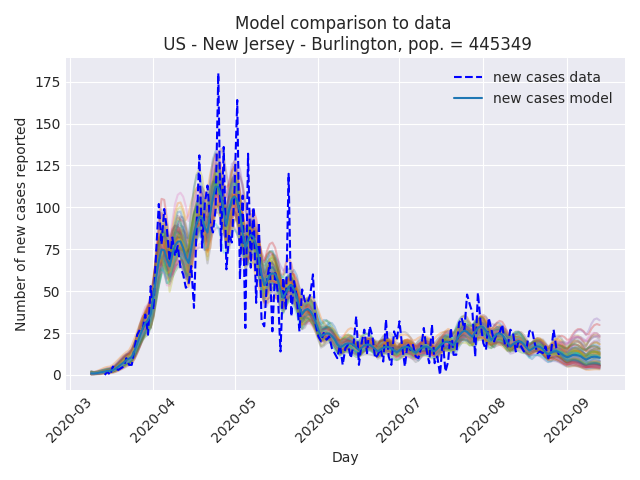 Model comparison to data
US - New Jersey - Burlington, pop. = 445349
new cases data
new cases model
Number of new cases reported
175
150
125
100
75
50
25
0
2020-03
2020-04
2020-05
2020-06
2020-07
2020-08
2020-09
Day